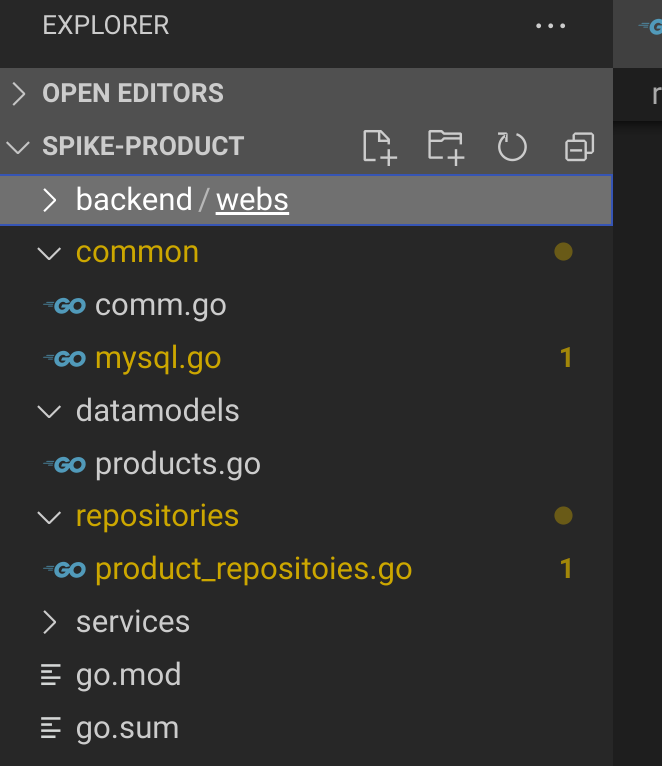 EXPLORER ...
OPEN EDITORS
SPIKE-PRODUCT
backend / webs
common
GO comm.go
GO mysql.go 1
datamodels
GO products.go
repositories
GO product_repositoies.go 1
services
go.mod
go.sum